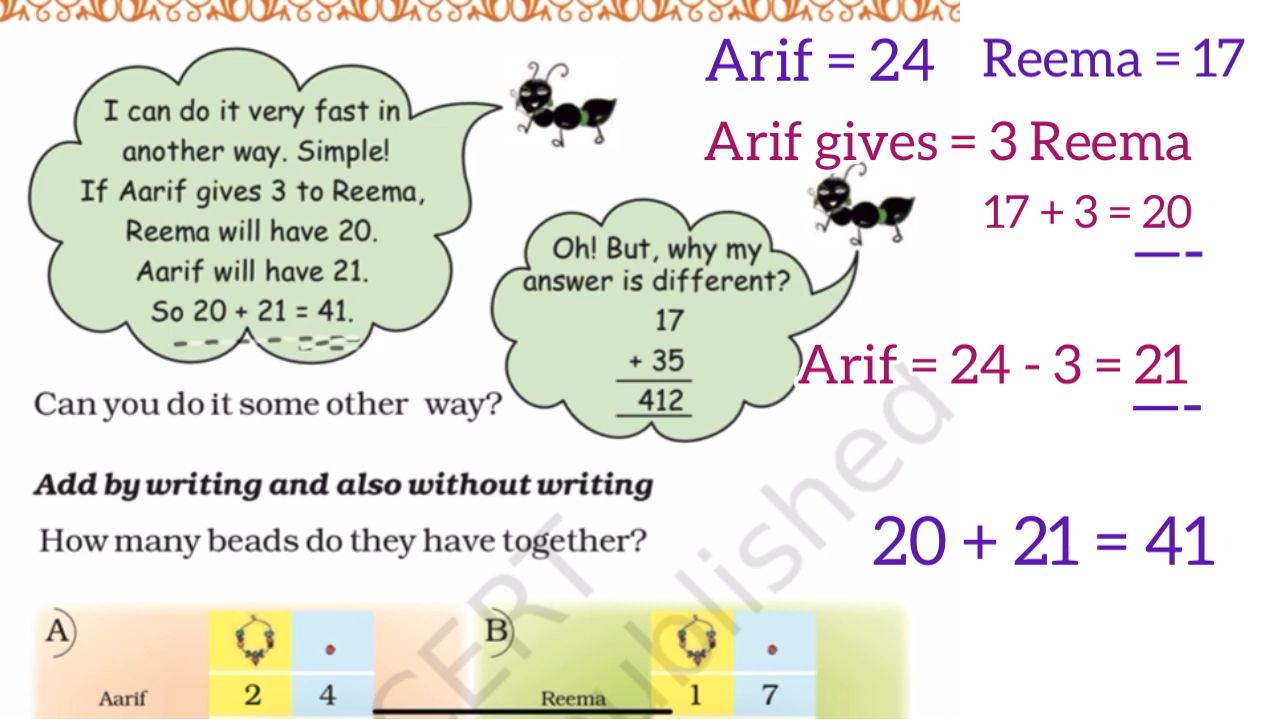 I can do it very fast in
another way. Simple!
If Aarif gives 3 to Reema,
Reema will have 20.
Aarif will have 21.
So 20 + 21 = 41.
Oh! But, why my
answer is different?
17
+ 35
412
Can you do it some other way?
Add by writing and also without writing
How many beads do they have together?
A)
Aarif
2 4
B)
Reema
1 7
Arif = 24 Reema = 17
Arif gives = 3 Reema
17 + 3 = 20
Arif = 24 - 3 = 21
20 + 21 = 41
CERT
ublished